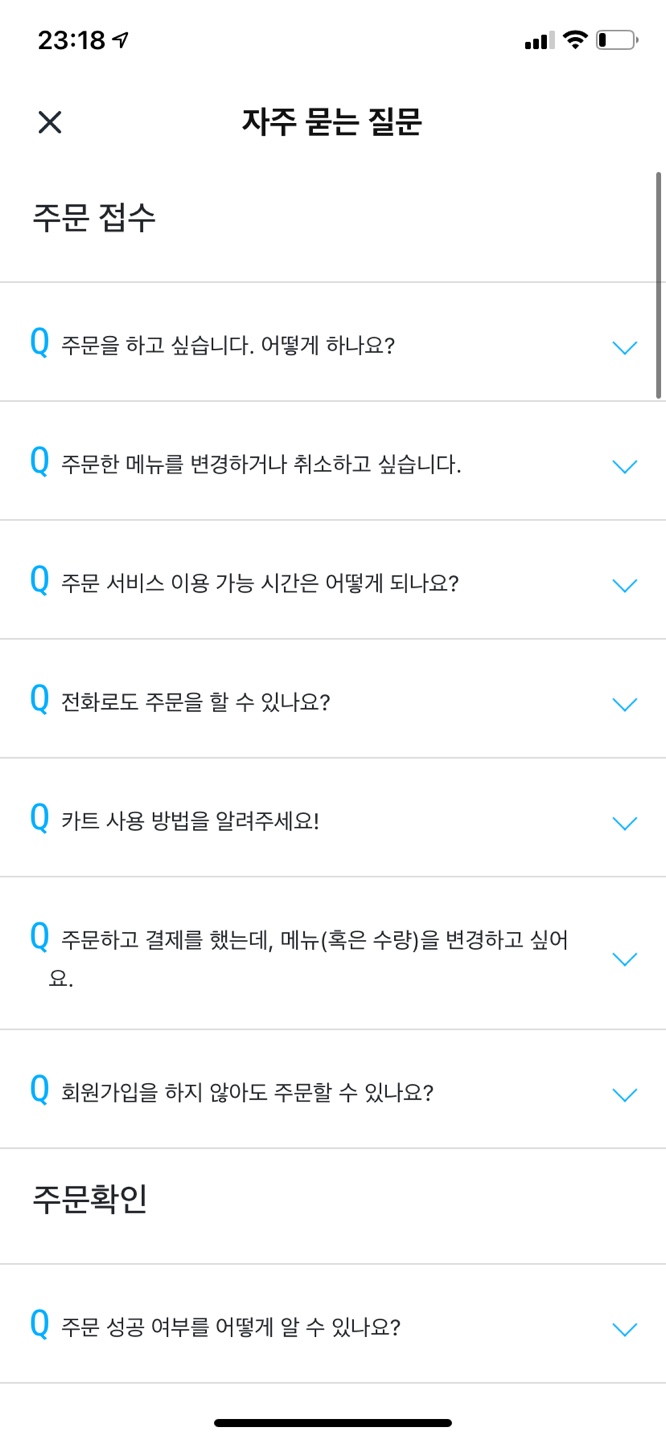 23:18
자주 묻는 질문
주문 접수
Q 주문을 하고 싶습니다. 어떻게 하나요?
Q 주문한 메뉴를 변경하거나 취소하고 싶습니다.
Q 주문 서비스 이용 가능 시간은 어떻게 되나요?
Q 전화로도 주문을 할 수 있나요?
Q 카트 사용 방법을 알려주세요!
Q 주문하고 결제를 했는데, 메뉴(혹은 수량)을 변경하고 싶어
요.
Q 회원가입을 하지 않아도 주문할 수 있나요?
주문확인
Q 주문 성공 여부를 어떻게 알 수 있나요?